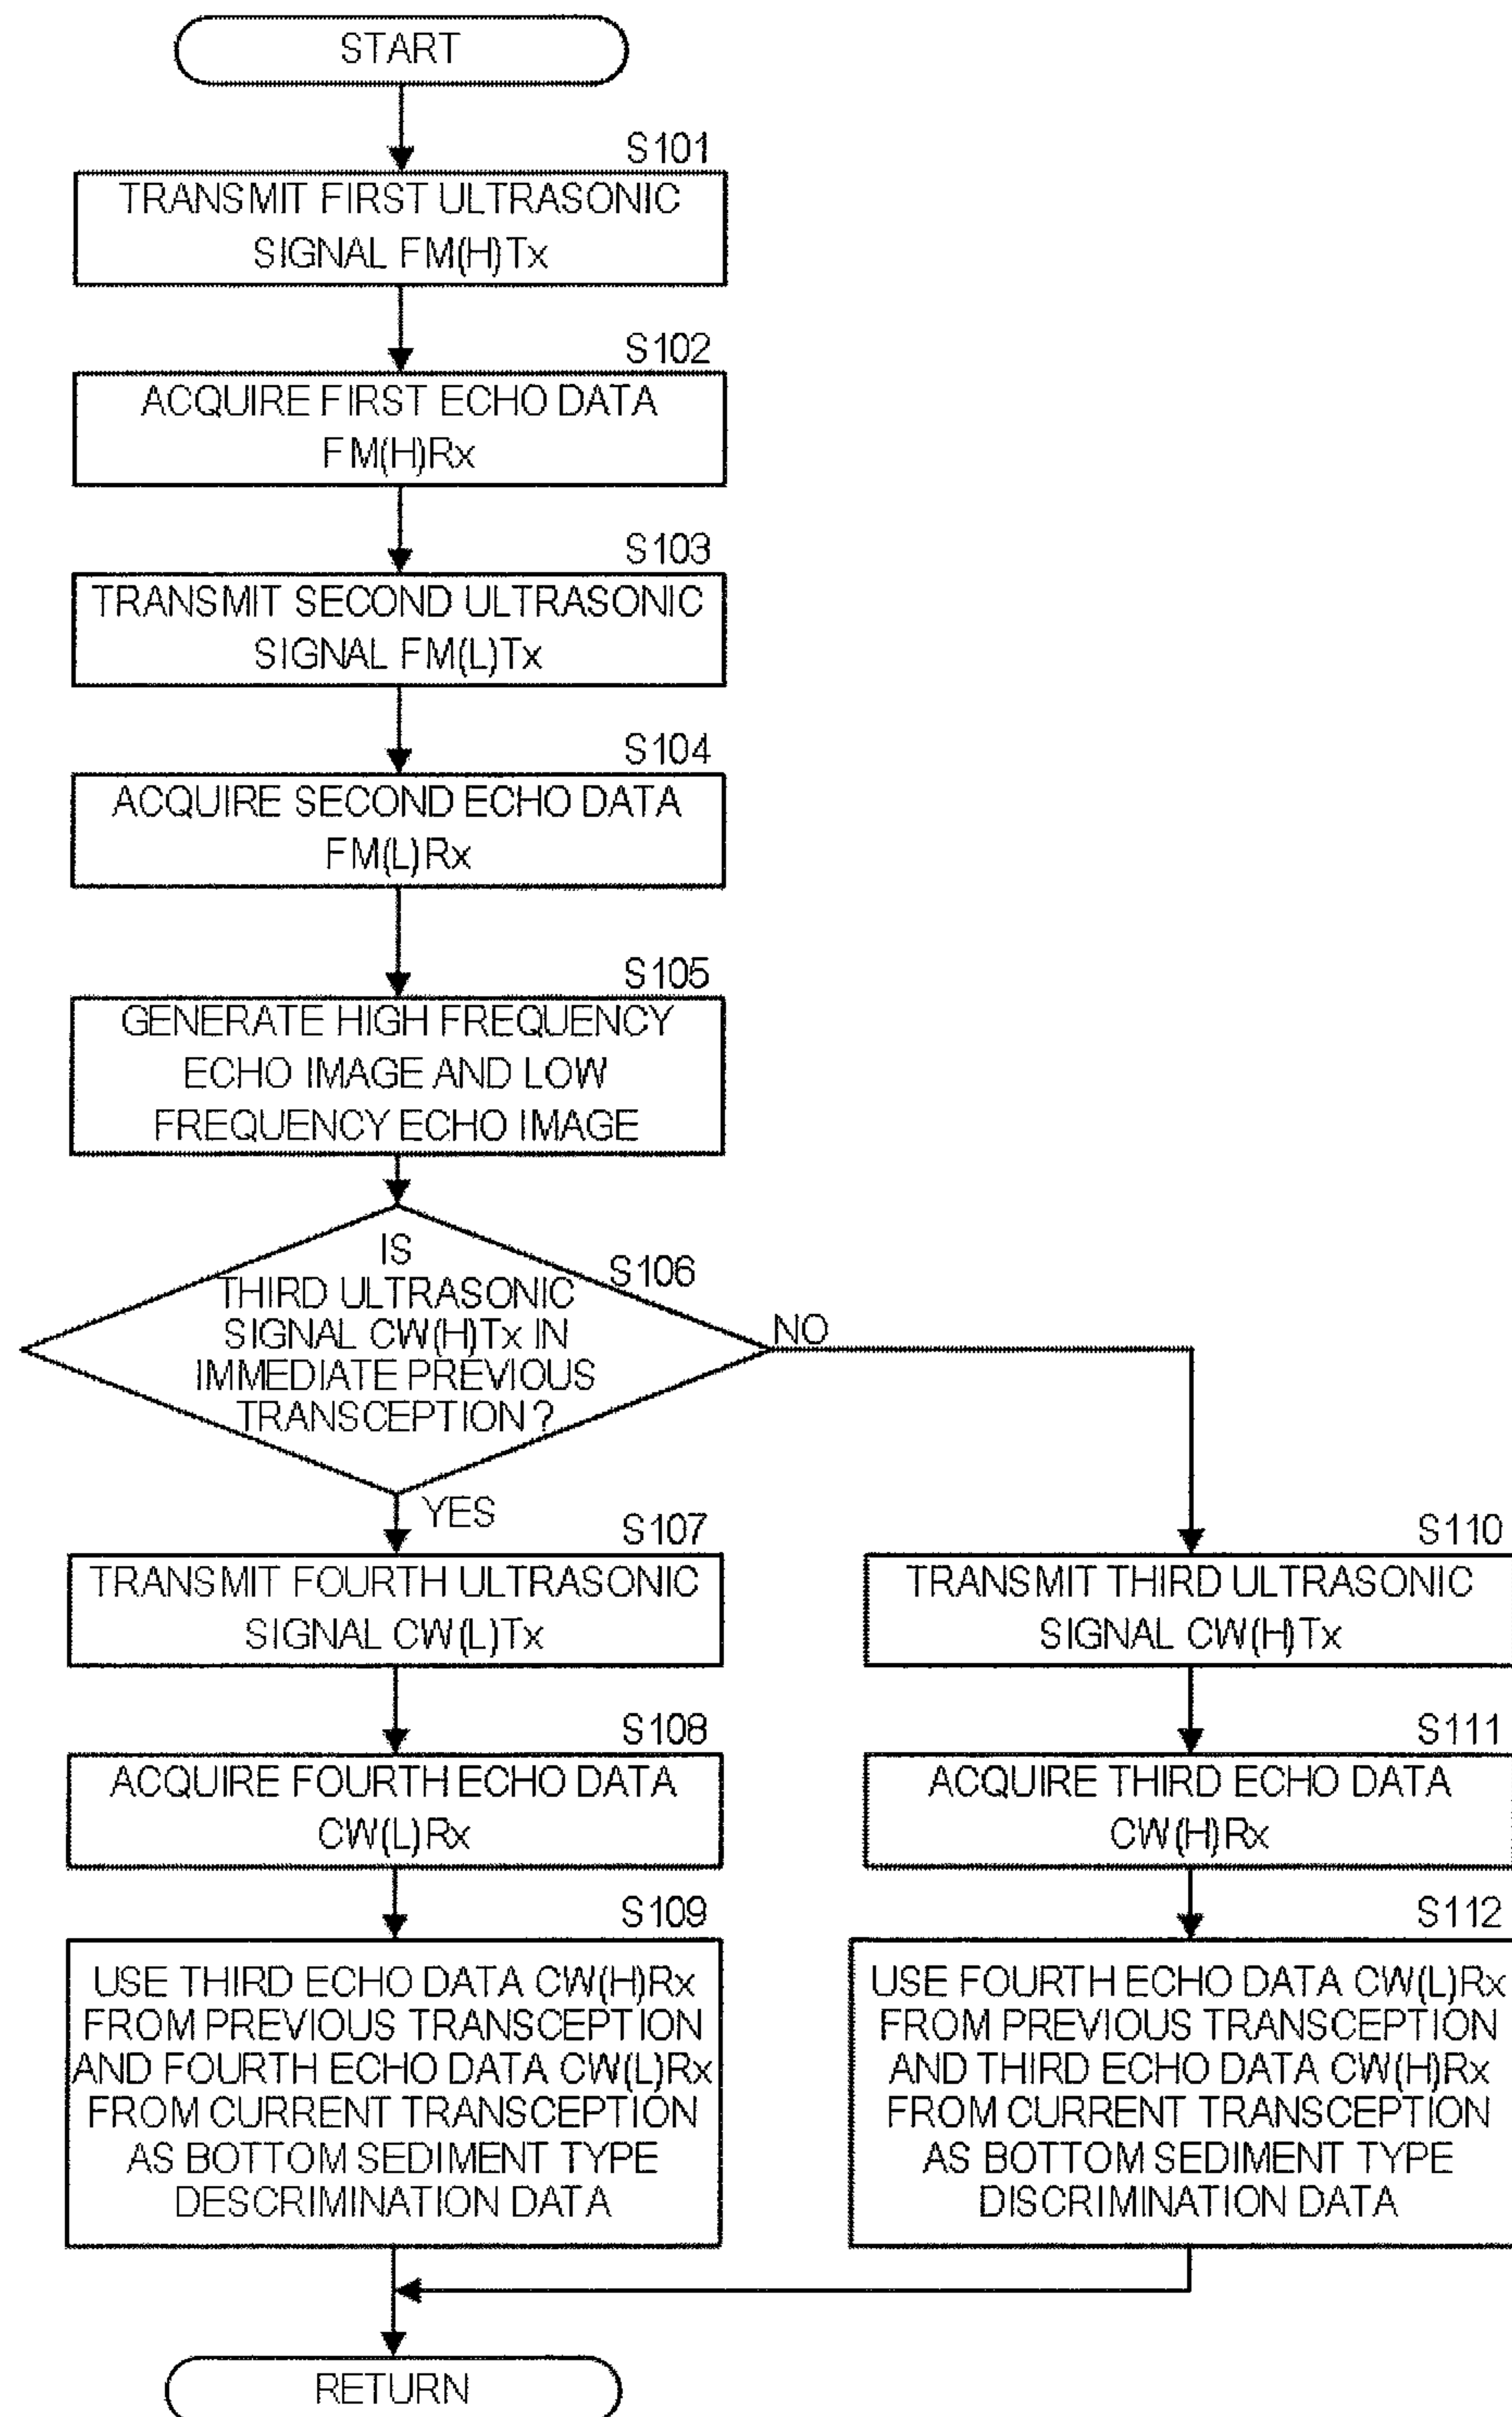 START
S101
TRANSMIT FIRST ULTRASONIC
SIGNAL FM(H)Tx
S102
ACQUIRE FIRST ECHO DATA
FM(H)Rx
S103
TRANSMIT SECOND ULTRASONIC
SIGNAL FM(L)Tx
S104
ACQUIRE SECOND ECHO DATA
FM(L)Rx
S105
GENERATE HIGH FREQUENCY
ECHO IMAGE AND LOW
FREQUENCY ECHO IMAGE
S106
IS
THIRD ULTRASONIC
SIGNAL CW(H)Tx IN
IMMEDIATE PREVIOUS
TRANSCEPTION?
NO
YES
S107
TRANSMIT FOURTH ULTRASONIC
SIGNAL CW(L)Tx
S108
ACQUIRE FOURTH ECHO DATA
CW(L)Rx
S109
USE THIRD ECHO DATA CW(H)Rx
FROM PREVIOUS TRANSCEPTION
AND FOURTH ECHO DATA CW(L)Rx
FROM CURRENT TRANSCEPTION
AS BOTTOM SEDIMENT TYPE
DESCRIMINATION DATA
S110
TRANSMIT THIRD ULTRASONIC
SIGNAL CW(H)Tx
S111
ACQUIRE THIRD ECHO DATA
CW(H)Rx
S112
USE FOURTH ECHO DATA CW(L)Rx
FROM PREVIOUS TRANSCEPTION
AND THIRD ECHO DATA CW(H)Rx
FROM CURRENT TRANSCEPTION
AS BOTTOM SEDIMENT TYPE
DISCRIMINATION DATA
RETURN